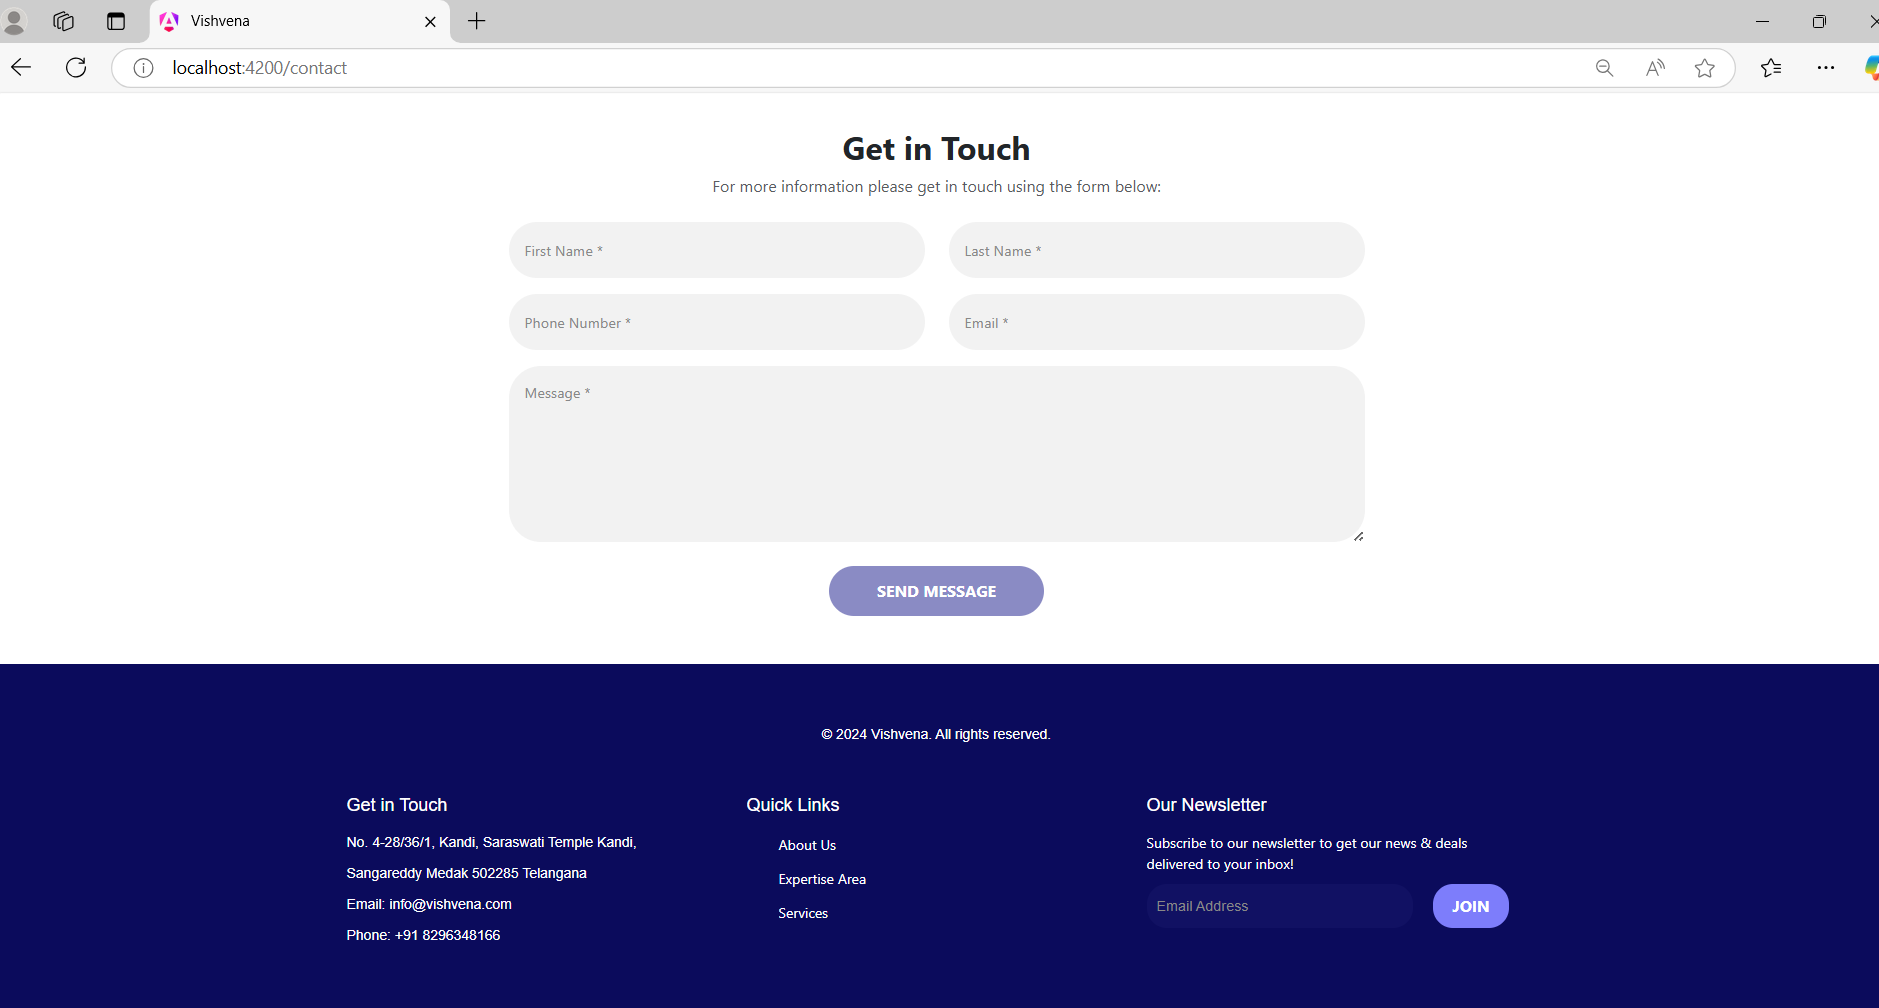 Vishvena
localhost:4200/contact
Get in Touch
For more information please get in touch using the form below:
First Name *
Last Name *
Phone Number *
Email *
Message *
SEND MESSAGE
© 2024 Vishvena. All rights reserved.
Get in Touch
No. 4-28/36/1, Kandi, Saraswati Temple Kandi,
Sangareddy Medak 502285 Telangana
Email: info@vishvena.com
Phone: +91 8296348166
Quick Links
About Us
Expertise Area
Services
Our Newsletter
Subscribe to our newsletter to get our news & deals
delivered to your inbox!
Email Address
JOIN